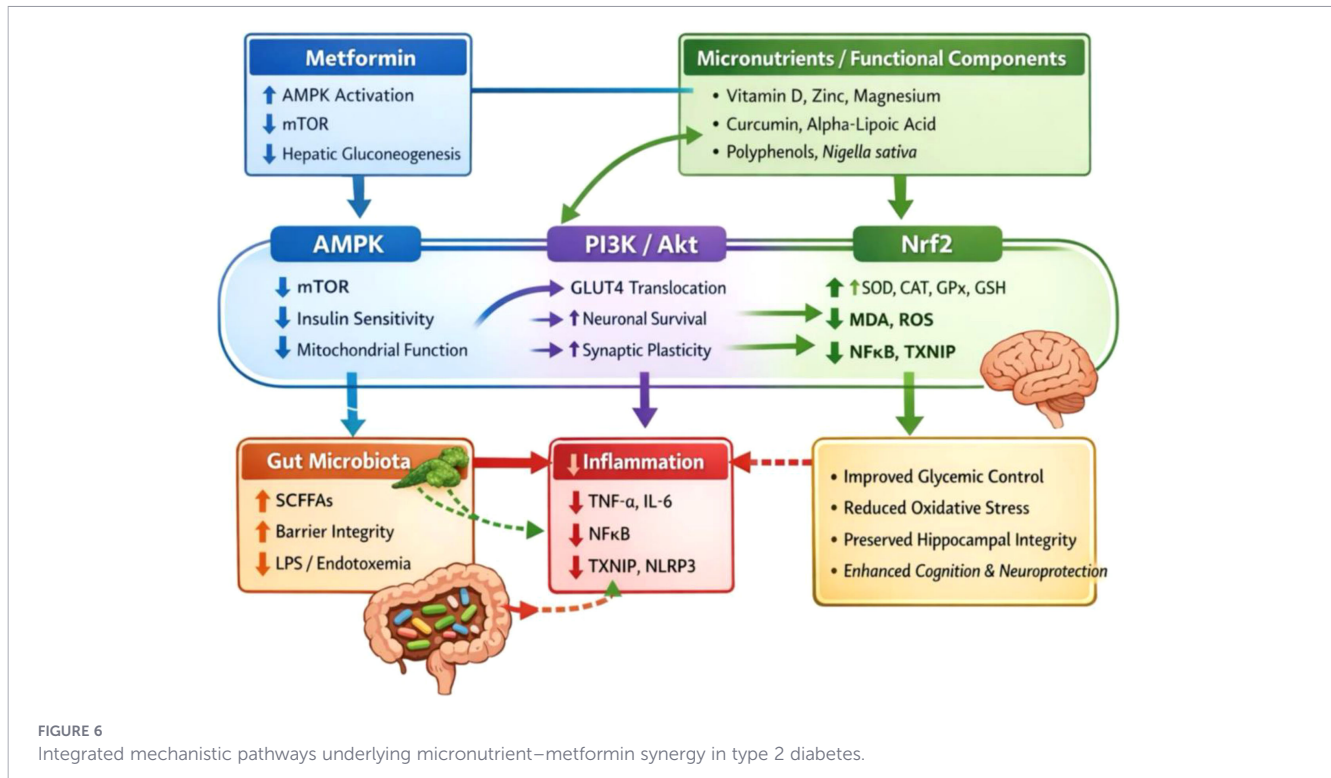 Metformin
↑ AMPK Activation
↓ mTOR
↓ Hepatic Gluconeogenesis
Micronutrients / Functional Components
• Vitamin D, Zinc, Magnesium
• Curcumin, Alpha-Lipoic Acid
• Polyphenols, Nigella sativa
AMPK
↓ mTOR
↓ Insulin Sensitivity
↓ Mitochondrial Function
PI3K / Akt
GLUT4 Translocation
↑ Neuronal Survival
↑ Synaptic Plasticity
Nrf2
↑ ↑SOD, CAT, GPx, GSH
↓ MDA, ROS
↓ NFκB, TXNIP
Gut Microbiota
↑ SCFFAs
↑ Barrier Integrity
↓ LPS / Endotoxemia
↓ Inflammation
↓ TNF-α, IL-6
↓ NFκB
↓ TXNIP, NLRP3
• Improved Glycemic Control
• Reduced Oxidative Stress
• Preserved Hippocampal Integrity
• Enhanced Cognition & Neuroprotection
FIGURE 6
Integrated mechanistic pathways underlying micronutrient–metformin synergy in type 2 diabetes.